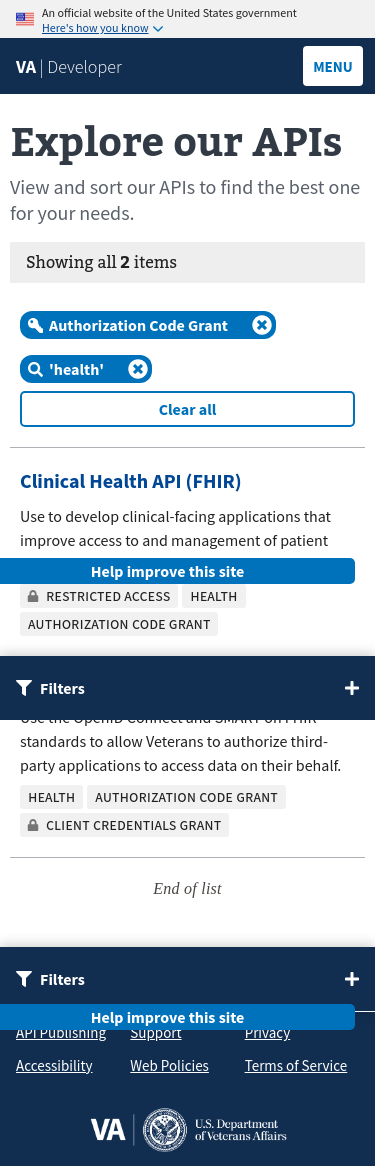 An official website of the United States government
Here's how you know
VA | Developer
MENU
Explore our APIs
View and sort our APIs to find the best one
for your needs.
Showing all 2 items
Authorization Code Grant
'health'
Clear all
Clinical Health API (FHIR)
Use to develop clinical-facing applications that
improve access to and management of patient
Help improve this site
RESTRICTED ACCESS HEALTH
AUTHORIZATION CODE GRANT
Filters
Use the OpenID Connect and SMART on FHIR
standards to allow Veterans to authorize third-
party applications to access data on their behalf.
HEALTH AUTHORIZATION CODE GRANT
CLIENT CREDENTIALS GRANT
End of list
Filters
Help improve this site
API Publishing Support Privacy
Accessibility Web Policies Terms of Service
VA
U.S. Department
of Veterans Affairs